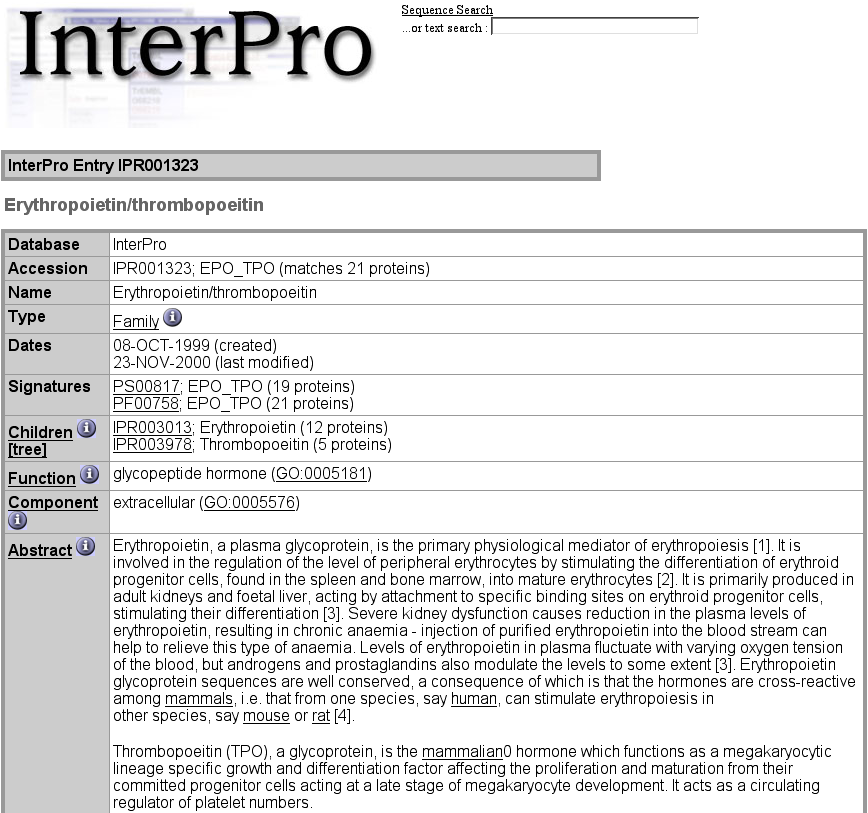 InterPro
Sequence Search
...or text search :
InterPro Entry IPR001323
Erythropoietin/thrombopoeitin
Database InterPro
Accession IPR001323; EPO_TPO (matches 21 proteins)
Name Erythropoietin/thrombopoeitin
Type Family
Dates 08-OCT-1999 (created)
23-NOV-2000 (last modified)
Signatures PS00817; EPO_TPO (19 proteins)
PF00758; EPO_TPO (21 proteins)
Children IPR003013; Erythropoietin (12 proteins)
[tree] IPR003978; Thrombopoeitin (5 proteins)
Function glycopeptide hormone (GO:0005181)
Component extracellular (GO:0005576)
Abstract Erythropoietin, a plasma glycoprotein, is the primary physiological mediator of erythropoiesis [1]. It is
involved in the regulation of the level of peripheral erythrocytes by stimulating the differentiation of erythroid
progenitor cells, found in the spleen and bone marrow, into mature erythrocytes [2]. It is primarily produced in
adult kidneys and foetal liver, acting by attachment to specific binding sites on erythroid progenitor cells,
stimulating their differentiation [3]. Severe kidney dysfunction causes reduction in the plasma levels of
erythropoietin, resulting in chronic anaemia - injection of purified erythropoietin into the blood stream can
help to relieve this type of anaemia. Levels of erythropoietin in plasma fluctuate with varying oxygen tension
of the blood, but androgens and prostaglandins also modulate the levels to some extent [3]. Erythropoietin
glycoprotein sequences are well conserved, a consequence of which is that the hormones are cross-reactive
among mammals, i.e. that from one species, say human, can stimulate erythropoiesis in
other species, say mouse or rat [4].
Thrombopoeitin (TPO), a glycoprotein, is the mammalian0 hormone which functions as a megakaryocytic
lineage specific growth and differentiation factor affecting the proliferation and maturation from their
committed progenitor cells acting at a late stage of megakaryocyte development. It acts as a circulating
regulator of platelet numbers.